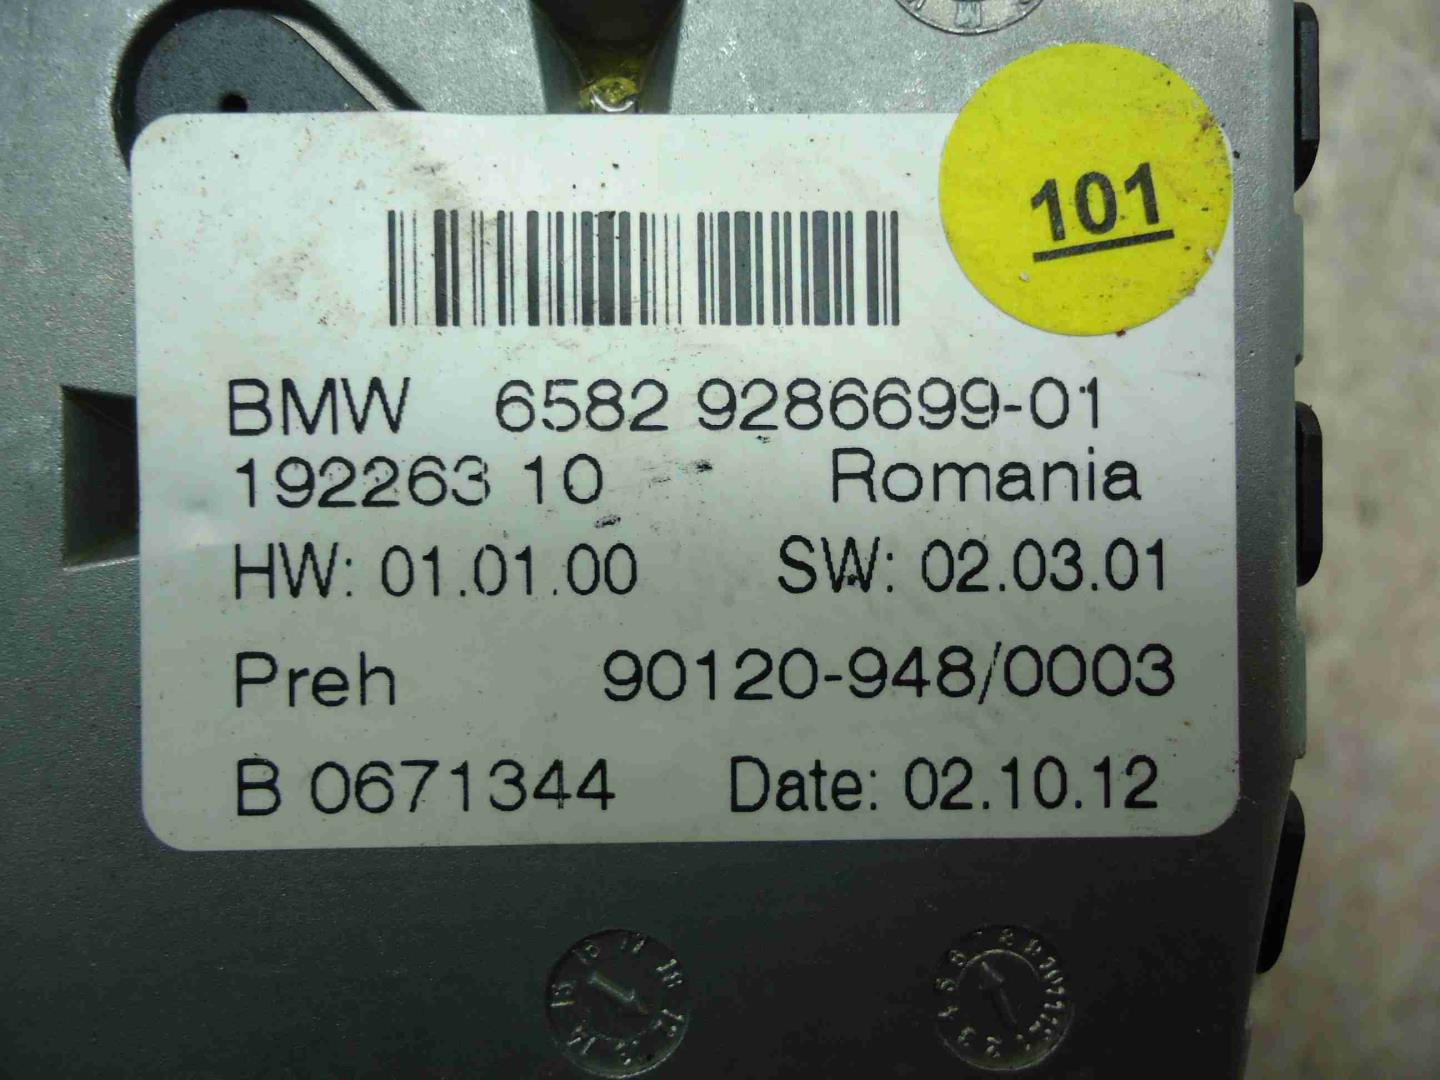 101
BMW 6582 9286699-01
192263 10 Romania
HW: 01.01.00 SW: 02.03.01
Preh 90120-948/0003
B 0671344 Date: 02.10.12